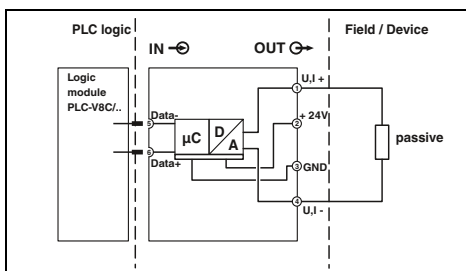 PLC logic
IN
OUT
Field / Device
Logic
module
PLC-V8C/..
U,I +
1
+ 24V
2
Data-
5
µC
D
A
passive
6
Data+
3
GND
4
U,I -